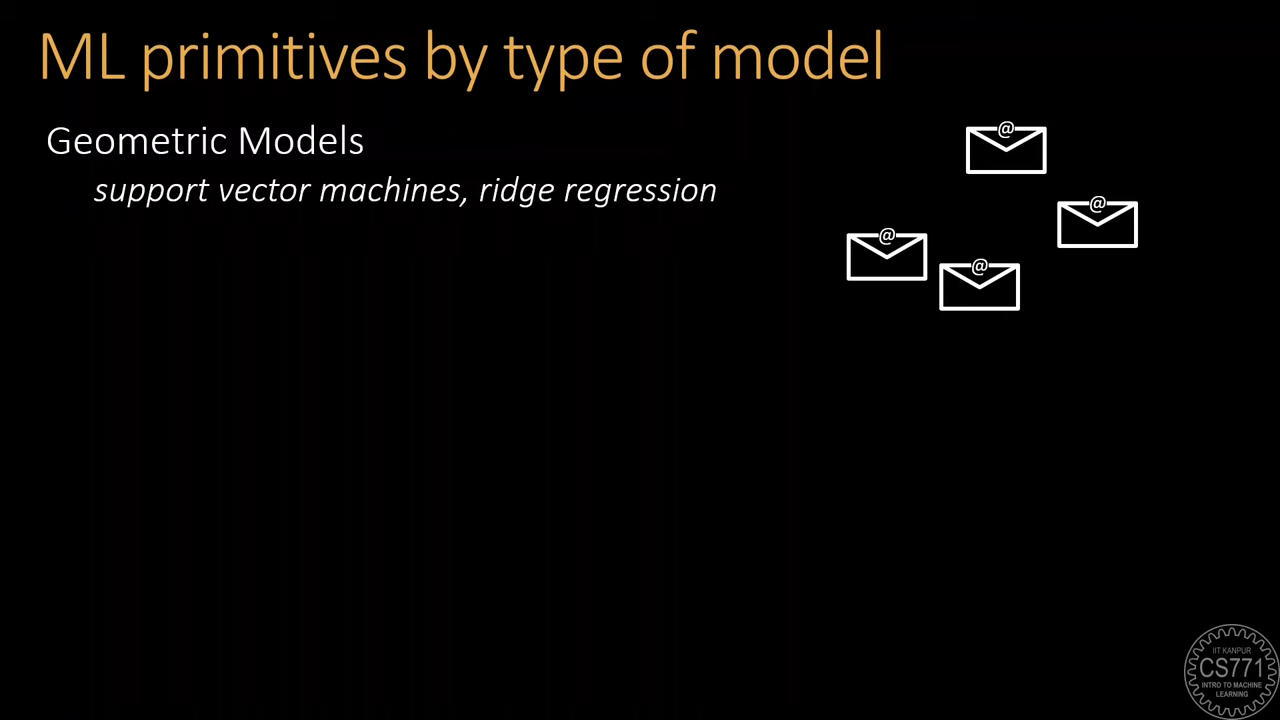 ML primitives by type of model
Geometric Models
support vector machines, ridge regression
@
@
@
@
IIT KANPUR
CS771
INTRO TO MACHINE
LEARNING